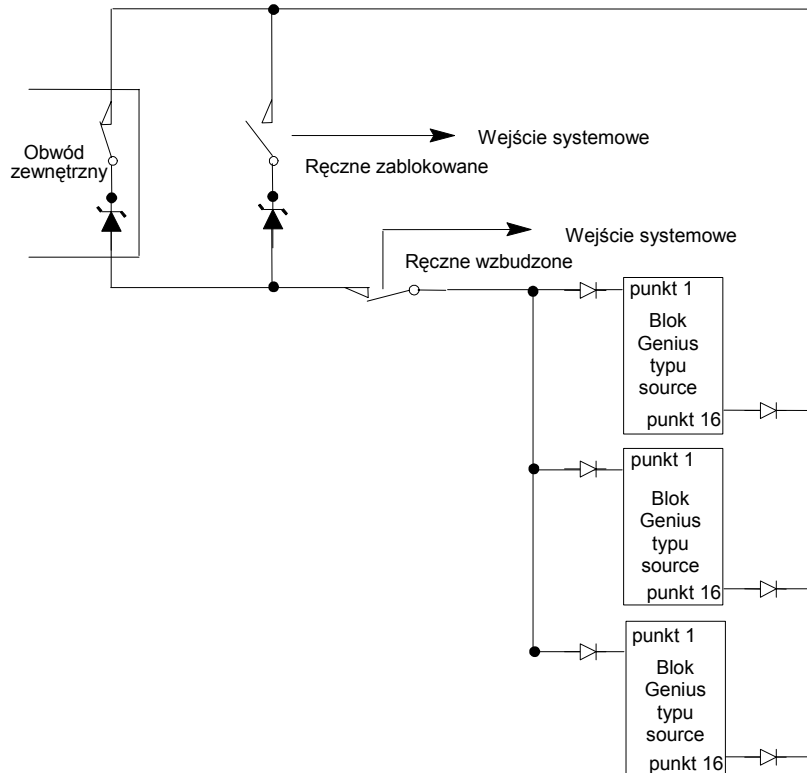 Obwód
zewnętrzny
Wejście systemowe
Ręczne zablokowane
Wejście systemowe
Ręczne wzbudzone
punkt 1
Blok
Genius
typu
source
punkt 16
punkt 1
Blok
Genius
typu
source
punkt 16
punkt 1
Blok
Genius
typu
source
punkt 16